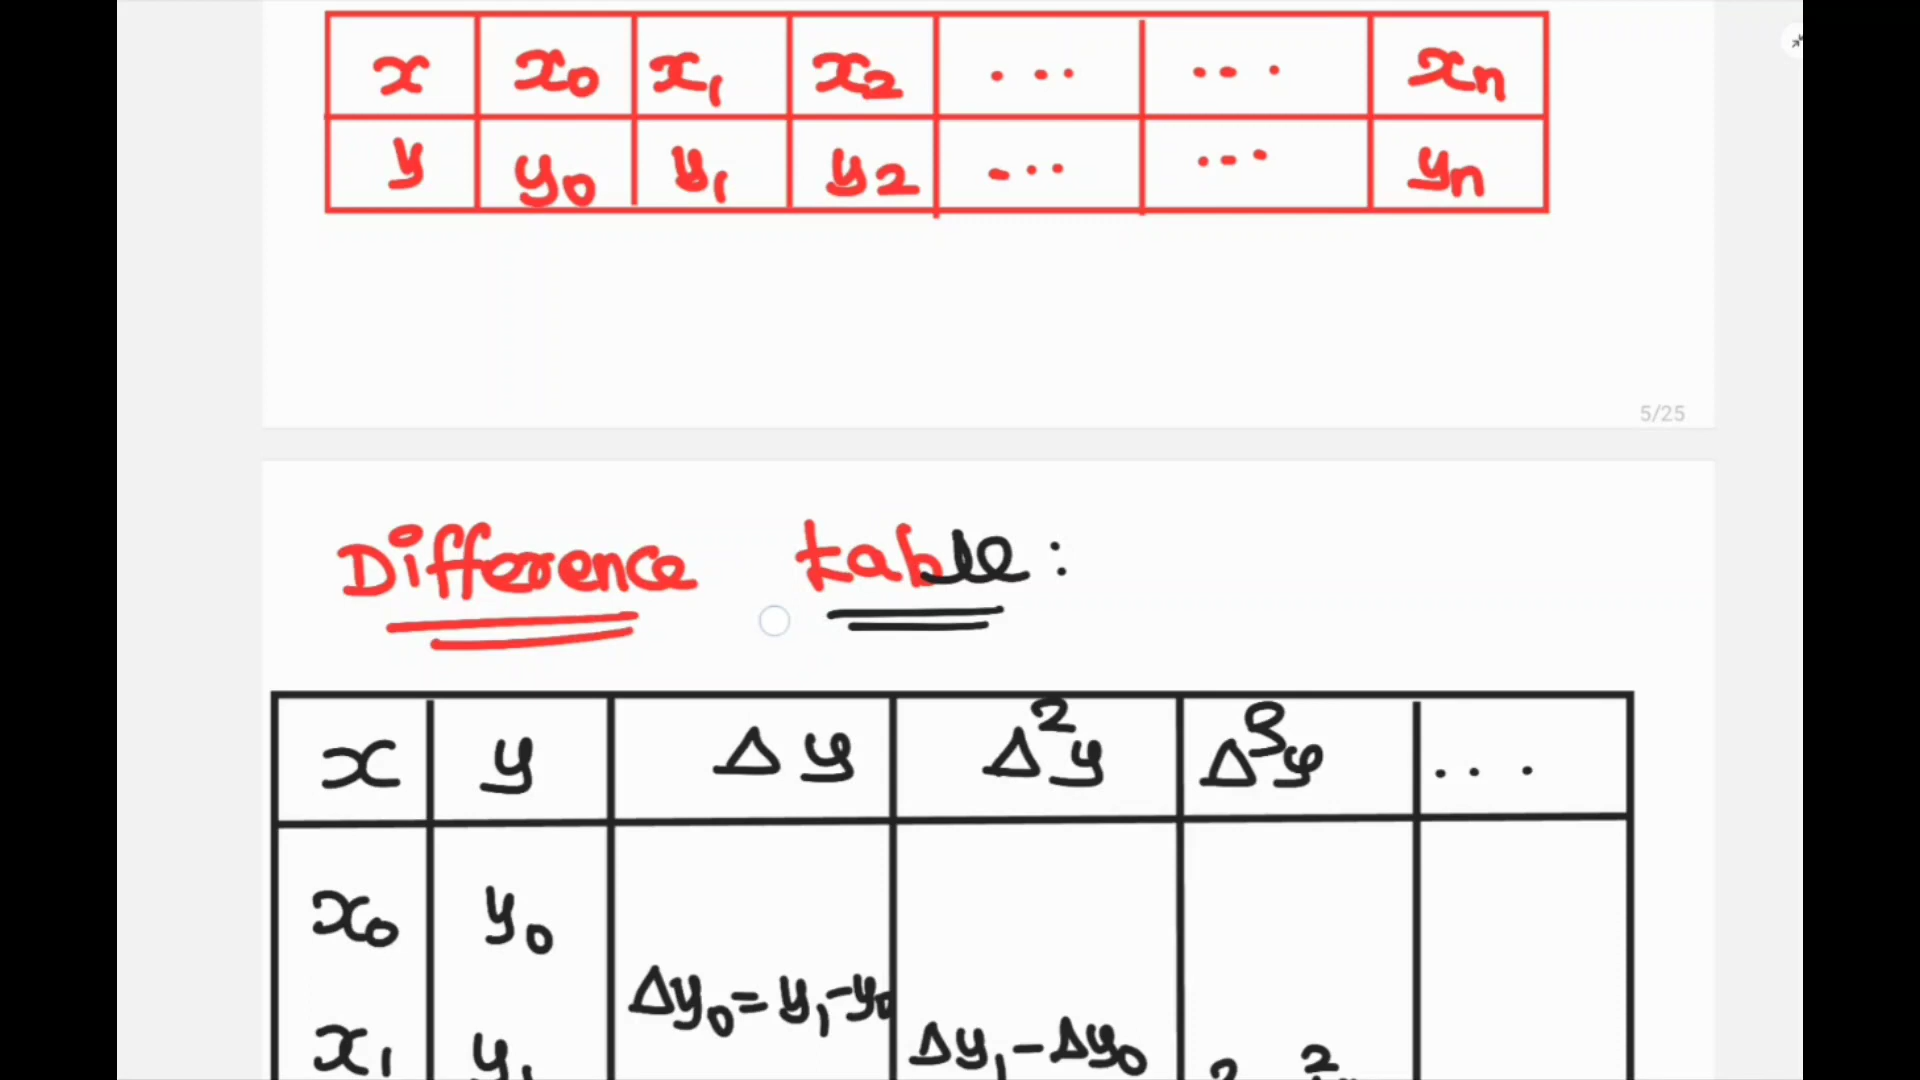 x x₀ x₁ x₂ ... ... xₙ
y y₀ y₁ y₂ ... ... yₙ
5/25
Difference table :
x y Δy Δ²y Δ³y ...
x₀ y₀
Δy₀ = y₁ - y₀
x₁ y₁ Δy₁ - Δy₀